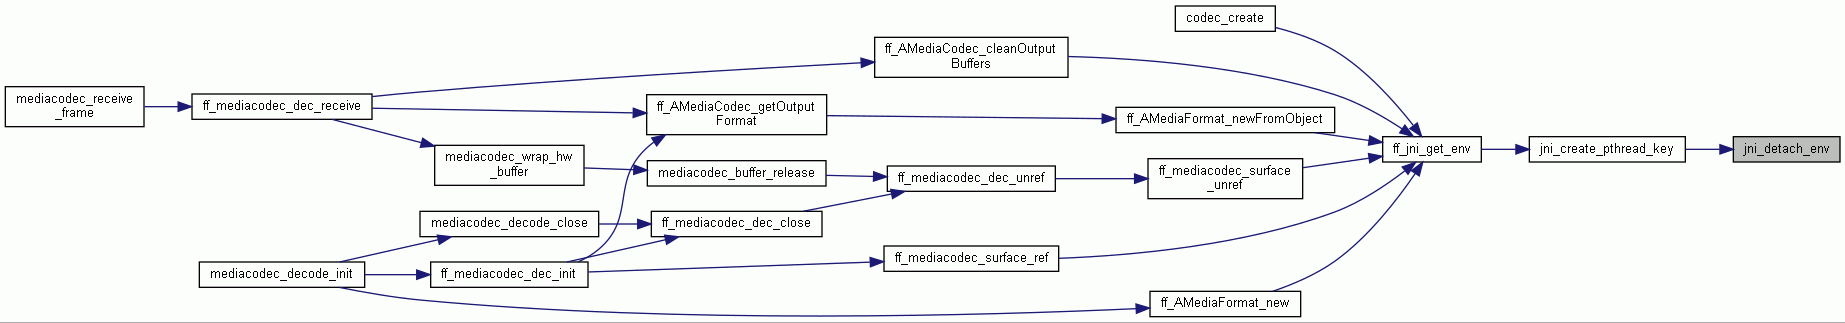 codec_create
ff_AMediaCodec_cleanOutput
Buffers
mediacodec_receive
_frame
ff_mediacodec_dec_receive
ff_AMediaCodec_getOutput
Format
ff_AMediaFormat_newFromObject
ff_jni_get_env
jni_create_pthread_key
jni_detach_env
mediacodec_wrap_hw
_buffer
mediacodec_buffer_release
ff_mediacodec_dec_unref
ff_mediacodec_surface
_unref
mediacodec_decode_close
ff_mediacodec_dec_close
ff_mediacodec_surface_ref
mediacodec_decode_init
ff_mediacodec_dec_init
ff_AMediaFormat_new